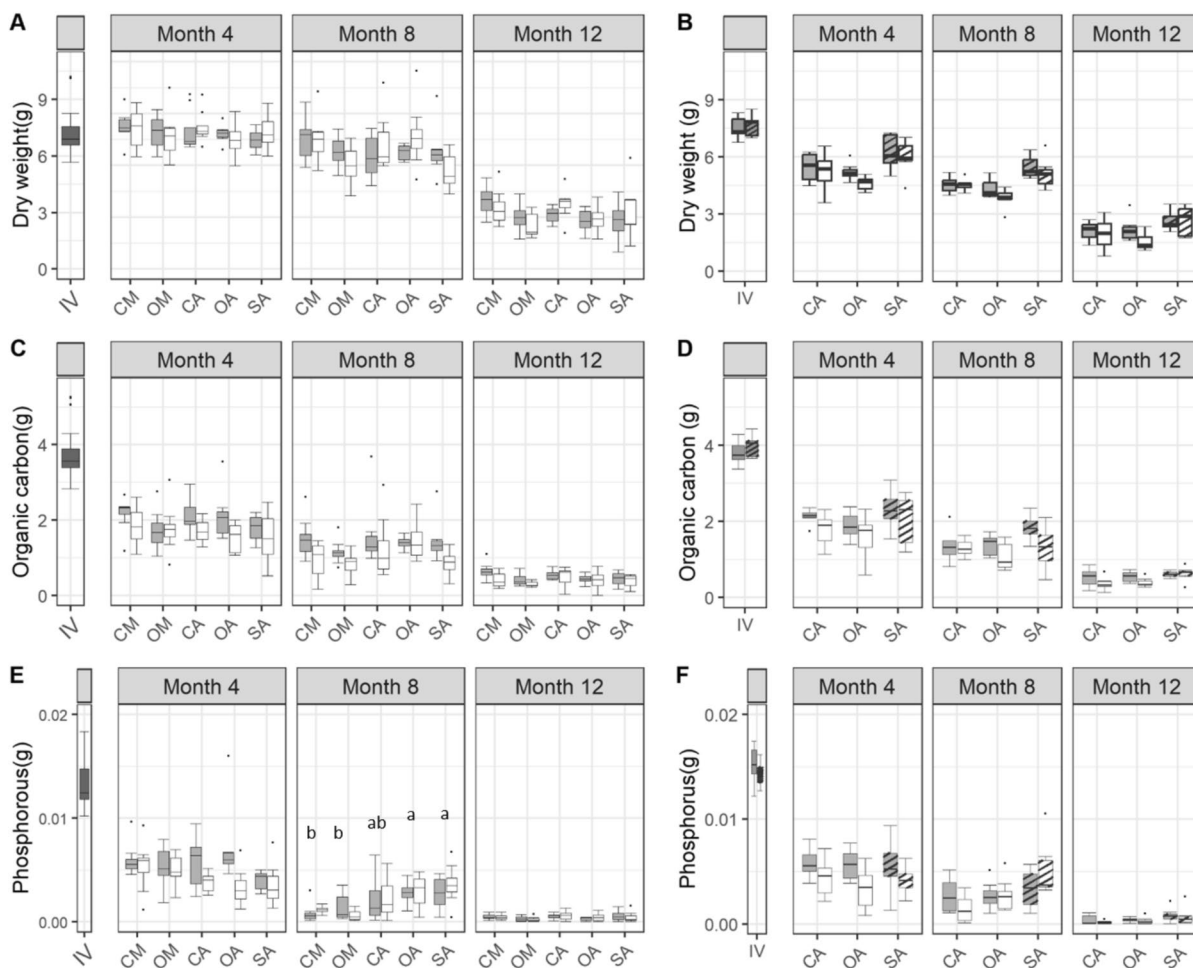 A
Month 4 Month 8 Month 12
Dry weight(g)
9
6
3
0
IV CM OM CA OA SA CM OM CA OA SA CM OM CA OA SA
B
Month 4 Month 8 Month 12
Dry weight (g)
9
6
3
0
IV CA OA SA CA OA SA CA OA SA
C
Month 4 Month 8 Month 12
Organic carbon(g)
4
2
0
IV CM OM CA OA SA CM OM CA OA SA CM OM CA OA SA
D
Month 4 Month 8 Month 12
Organic carbon (g)
4
2
0
IV CA OA SA CA OA SA CA OA SA
E
Month 4 Month 8 Month 12
Phosphorous(g)
0.02
0.01
0.00
b b ab a a
IV CM OM CA OA SA CM OM CA OA SA CM OM CA OA SA
F
Month 4 Month 8 Month 12
Phosphorus(g)
0.02
0.01
0.00
IV CA OA SA CA OA SA CA OA SA